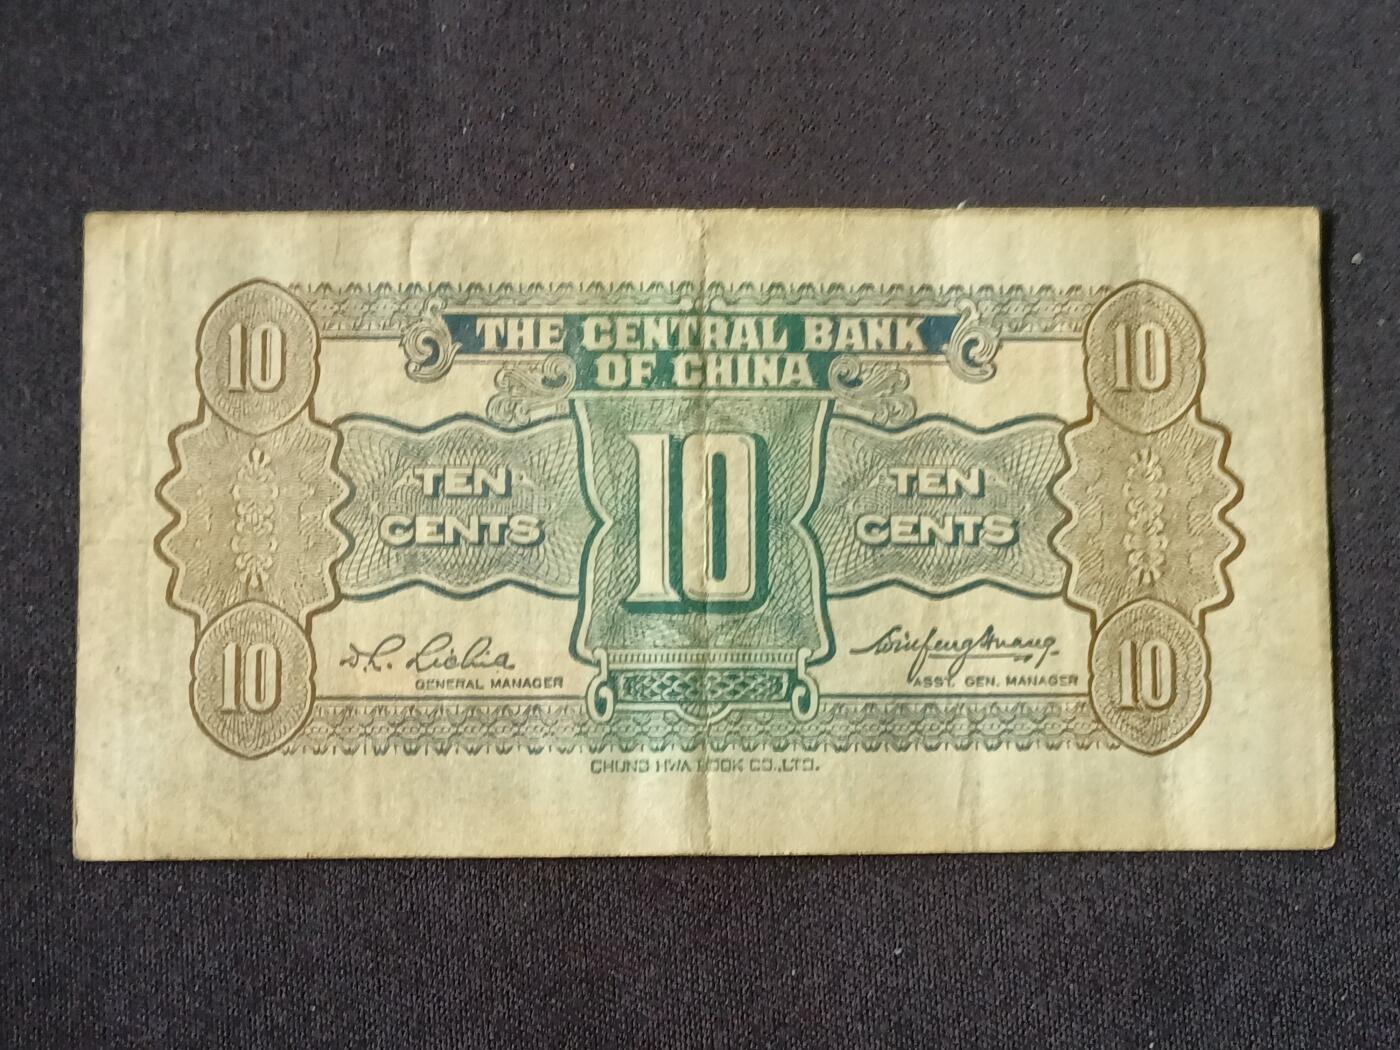 10
10
THE CENTRAL BANK
OF CHINA
10
TEN
CENTS
TEN
CENTS
GENERAL MANAGER
ASST. GEN. MANAGER
10
10
CHUNG HWA BOOK CO.,LTD.